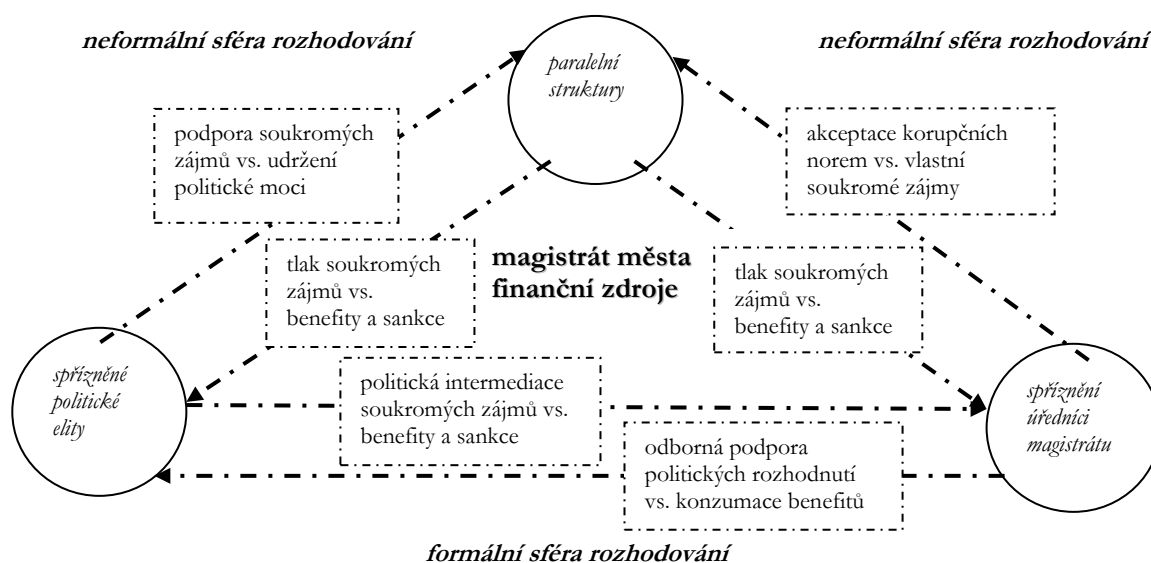 neformální sféra rozhodování
neformální sféra rozhodování
paralelní
struktury
podpora soukromých
zájmů vs. udržení
politické moci
akceptace korupčních
norem vs. vlastní
soukromé zájmy
tlak soukromých
zájmů vs.
benefity a sankce
magistrát města
finanční zdroje
tlak soukromých
zájmů vs.
benefity a sankce
spřízněné
politické
elity
politická intermediace
soukromých zájmů vs.
benefity a sankce
spříznění
úředníci
magistrátu
odborná podpora
politických rozhodnutí
vs. konzumace benefitů
formální sféra rozhodování